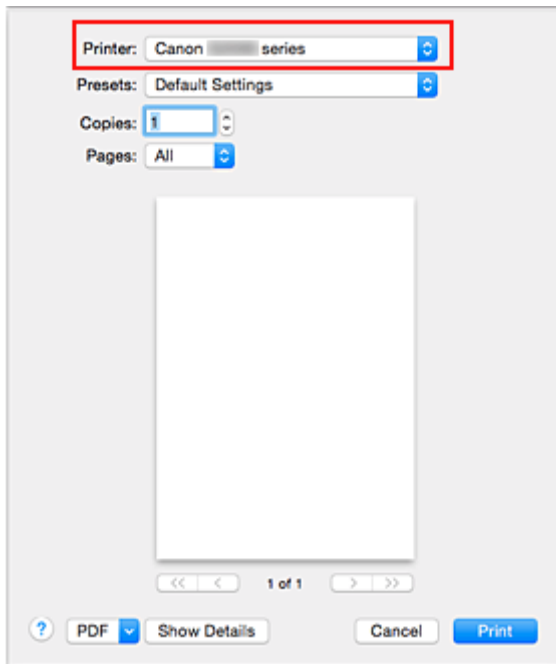 Printer: Canon series
Presets: Default Settings
Copies: 1
Pages: All
<< < 1 of 1 > >>
? PDF Show Details Cancel Print